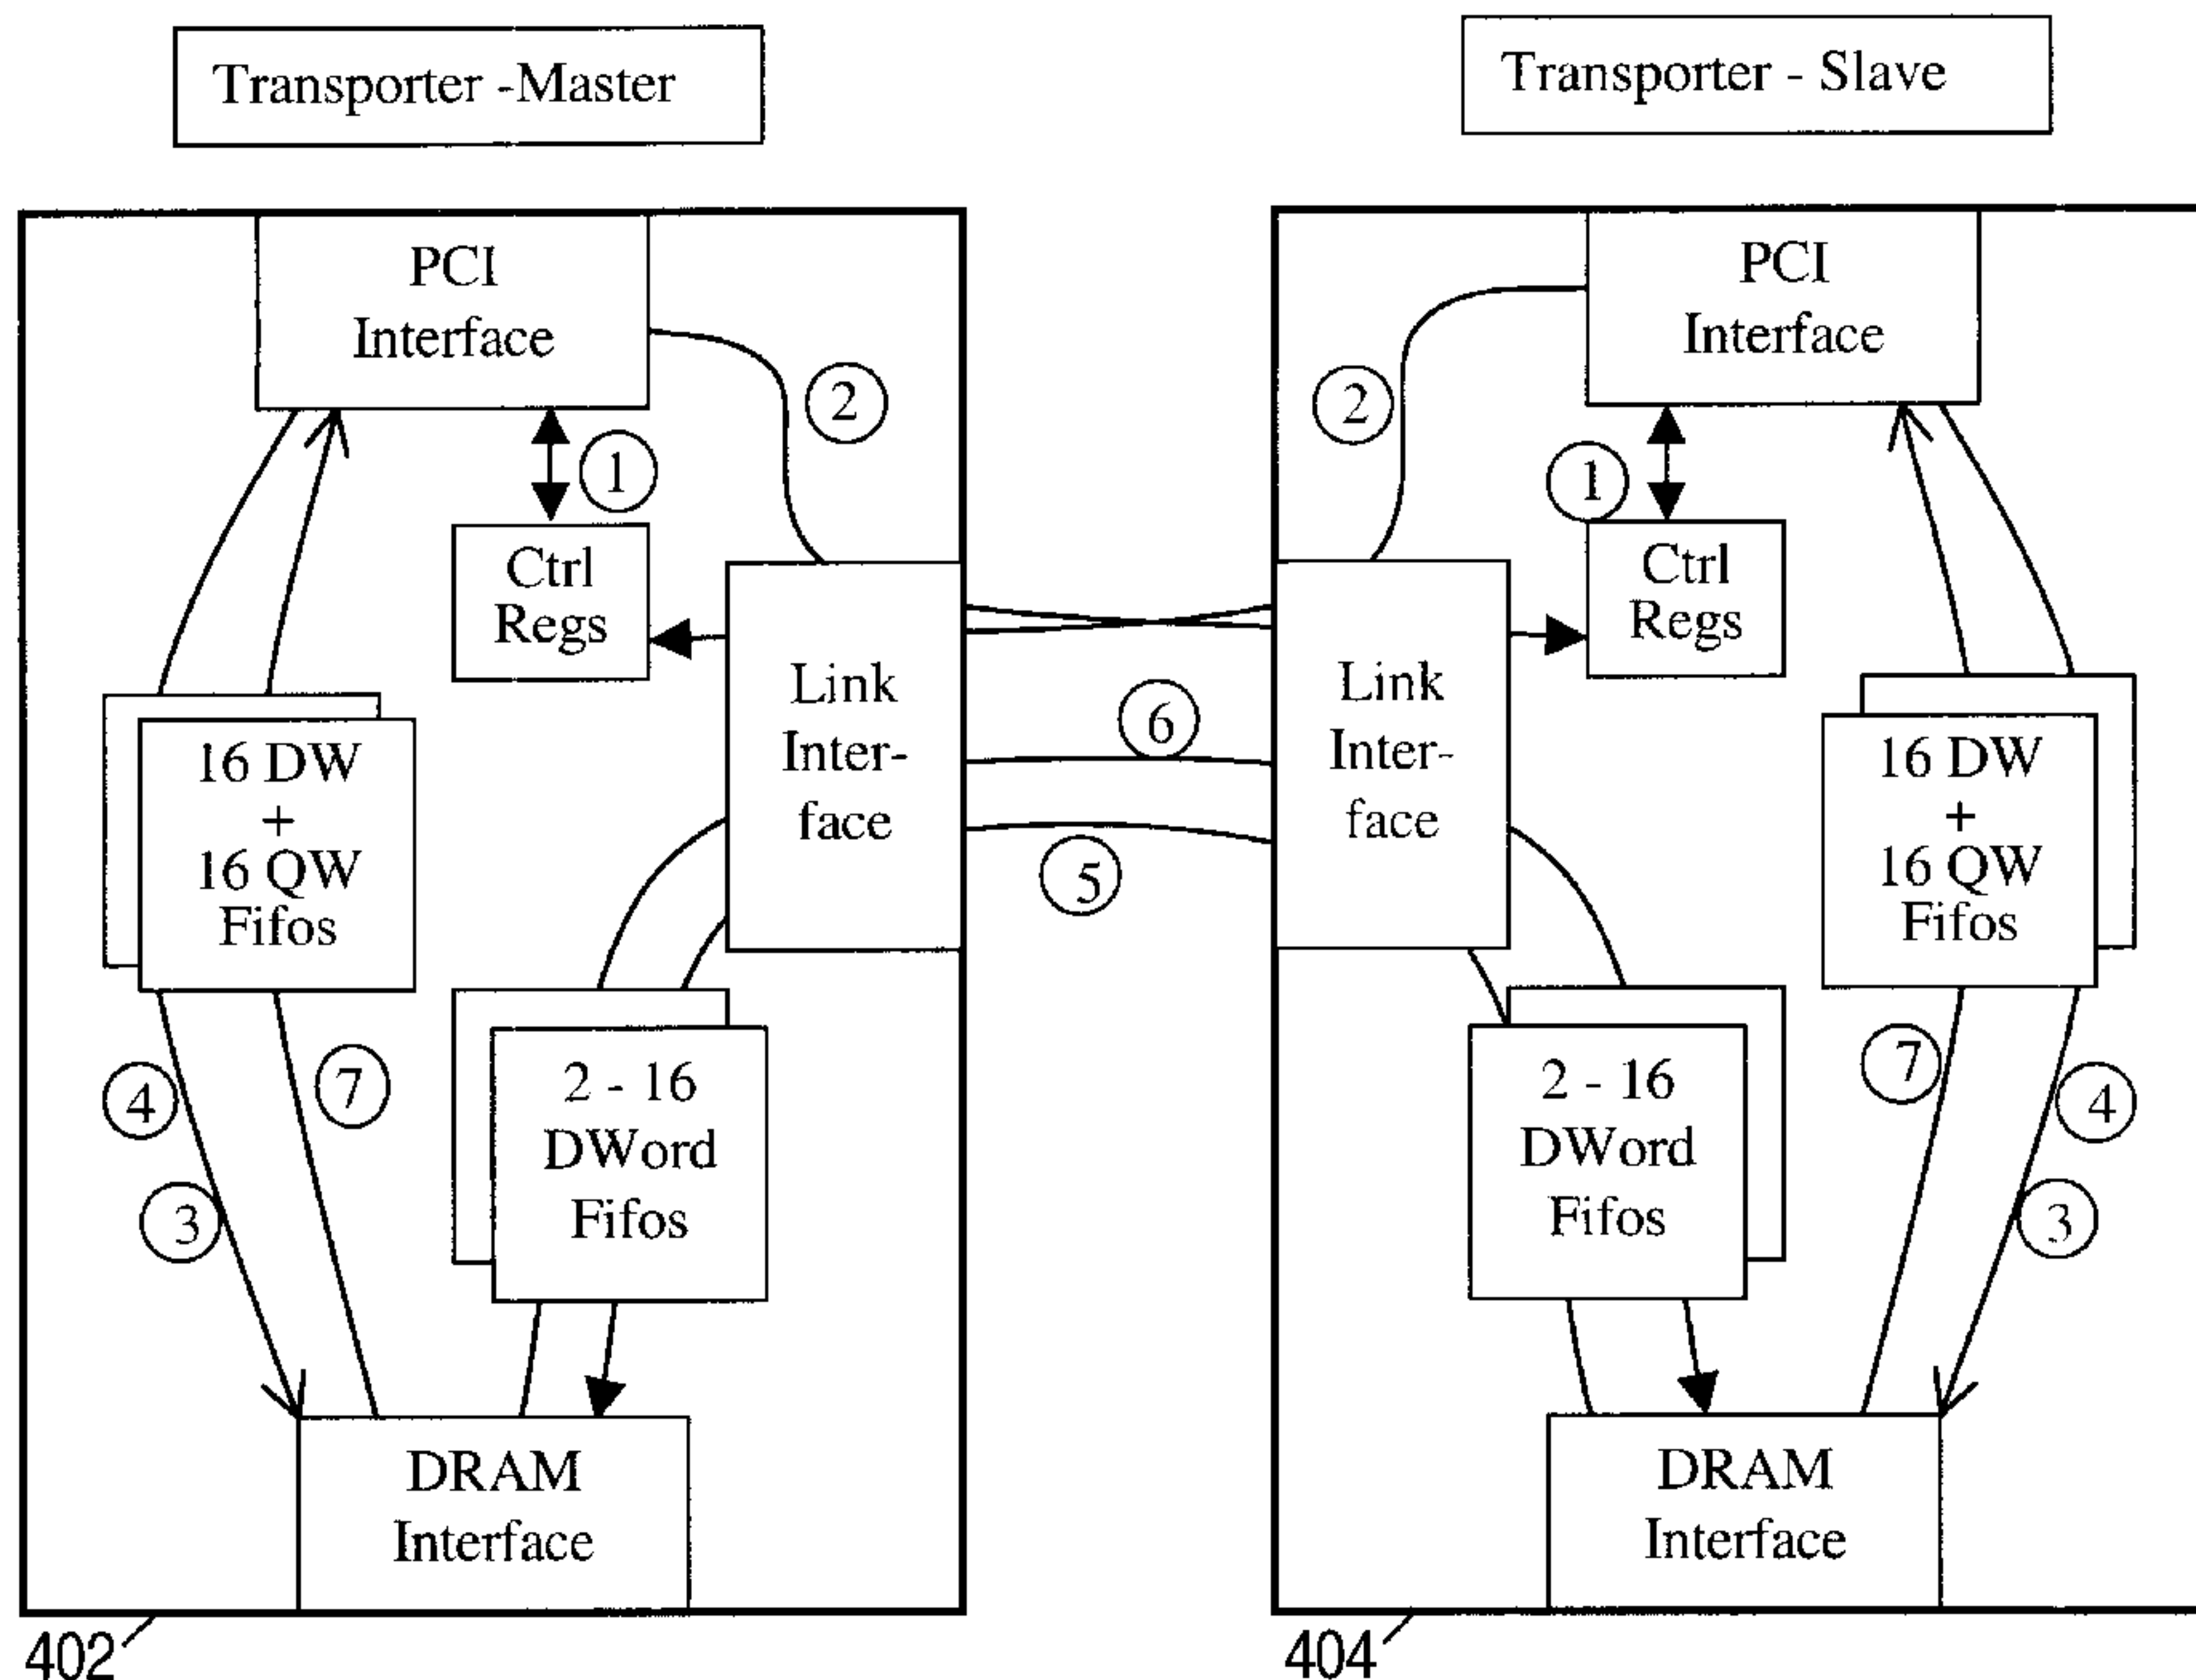 Transporter -Master
Transporter - Slave
PCI
Interface
2
1
Ctrl
Regs
Link
Inter-
face
16 DW
+
16 QW
Fifos
4
7
3
2 - 16
DWord
Fifos
DRAM
Interface
402
6
5
PCI
Interface
2
1
Ctrl
Regs
Link
Inter-
face
16 DW
+
16 QW
Fifos
7
4
3
2 - 16
DWord
Fifos
DRAM
Interface
404